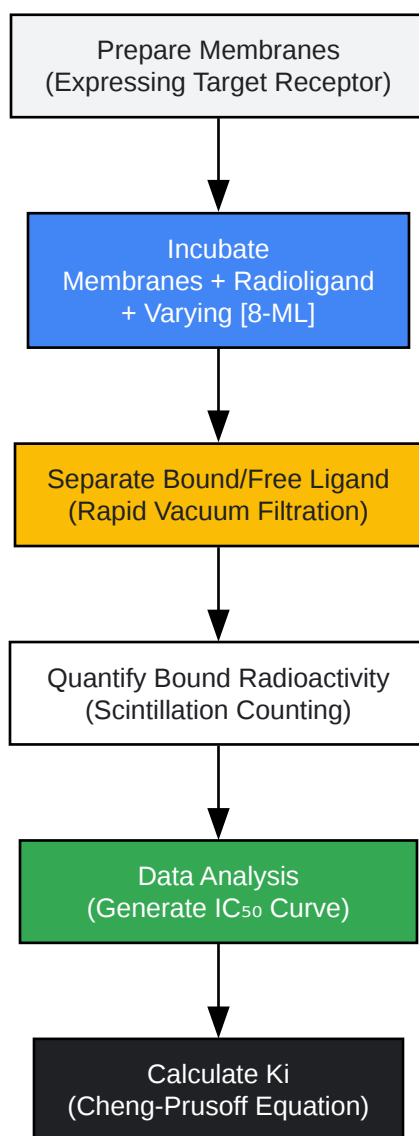 Prepare Membranes
(Expressing Target Receptor)
Incubate
Membranes + Radioligand
+ Varying [8-ML]
Separate Bound/Free Ligand
(Rapid Vacuum Filtration)
Quantify Bound Radioactivity
(Scintillation Counting)
Data Analysis
(Generate IC₅₀ Curve)
Calculate Ki
(Cheng-Prusoff Equation)